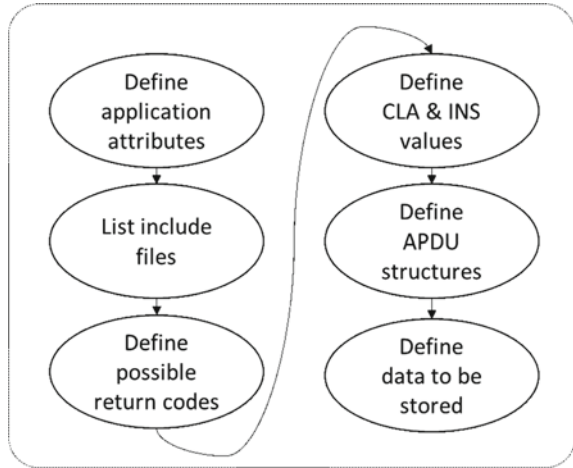 Define
application
attributes
List include
files
Define
possible
return codes
Define
CLA & INS
values
Define
APDU
structures
Define
data to be
stored